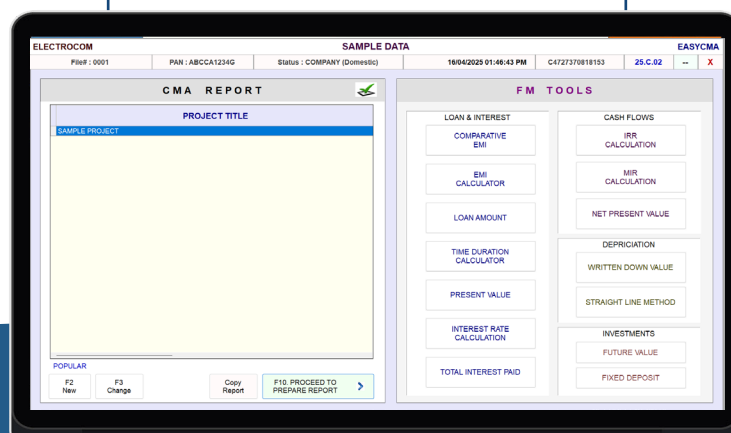 ELECTROCOM SAMPLE DATA EASYCMA
File# : 0001 PAN : ABCCA1234G Status : COMPANY (Domestic) 16/04/2025 01:46:43 PM C4727370818153 25.C.02 -- X
CMA REPORT
PROJECT TITLE
SAMPLE PROJECT
POPULAR
F2
New
F3
Change
Copy
Report
F10. PROCEED TO
PREPARE REPORT
FM TOOLS
LOAN & INTEREST
COMPARATIVE
EMI
EMI
CALCULATOR
LOAN AMOUNT
TIME DURATION
CALCULATOR
PRESENT VALUE
INTEREST RATE
CALCULATION
TOTAL INTEREST PAID
CASH FLOWS
IRR
CALCULATION
MIR
CALCULATION
NET PRESENT VALUE
DEPRICIATION
WRITTEN DOWN VALUE
STRAIGHT LINE METHOD
INVESTMENTS
FUTURE VALUE
FIXED DEPOSIT